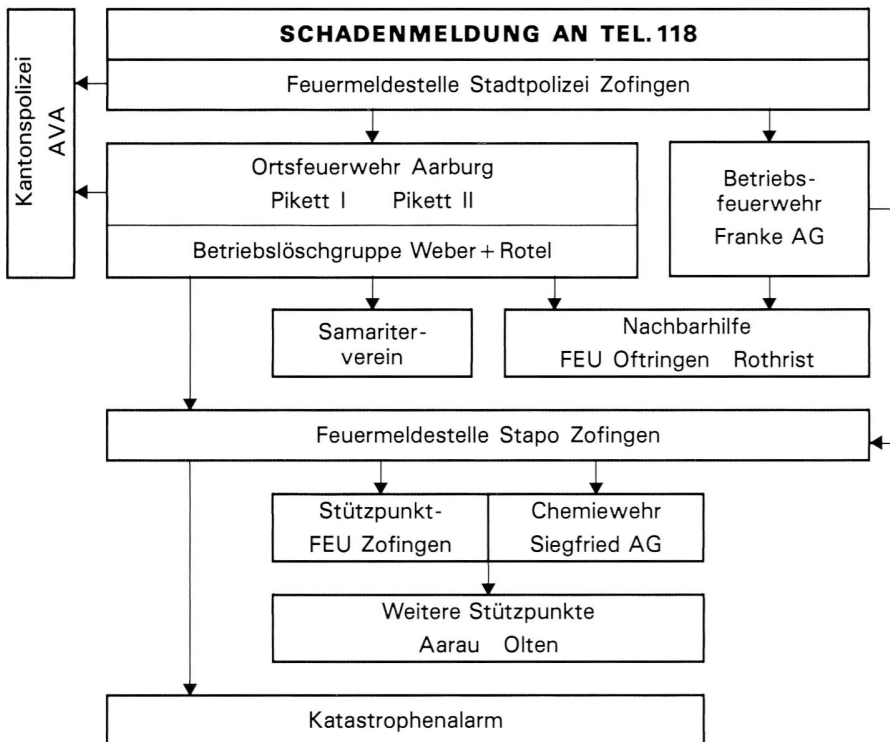 SCHADENMELDUNG AN TEL. 118
Feuermeldestelle Stadtpolizei Zofingen
Kantonspolizei
AVA
Ortsfeuerwehr Aarburg
Pikett I Pikett II
Betriebslöschgruppe Weber + Rotel
Betriebs-
feuerwehr
Franke AG
Samariter-
verein
Nachbarhilfe
FEU Oftringen Rothrist
Feuermeldestelle Stapo Zofingen
Stützpunkt-
FEU Zofingen
Chemiewehr
Siegfried AG
Weitere Stützpunkte
Aarau Olten
Katastrophenalarm